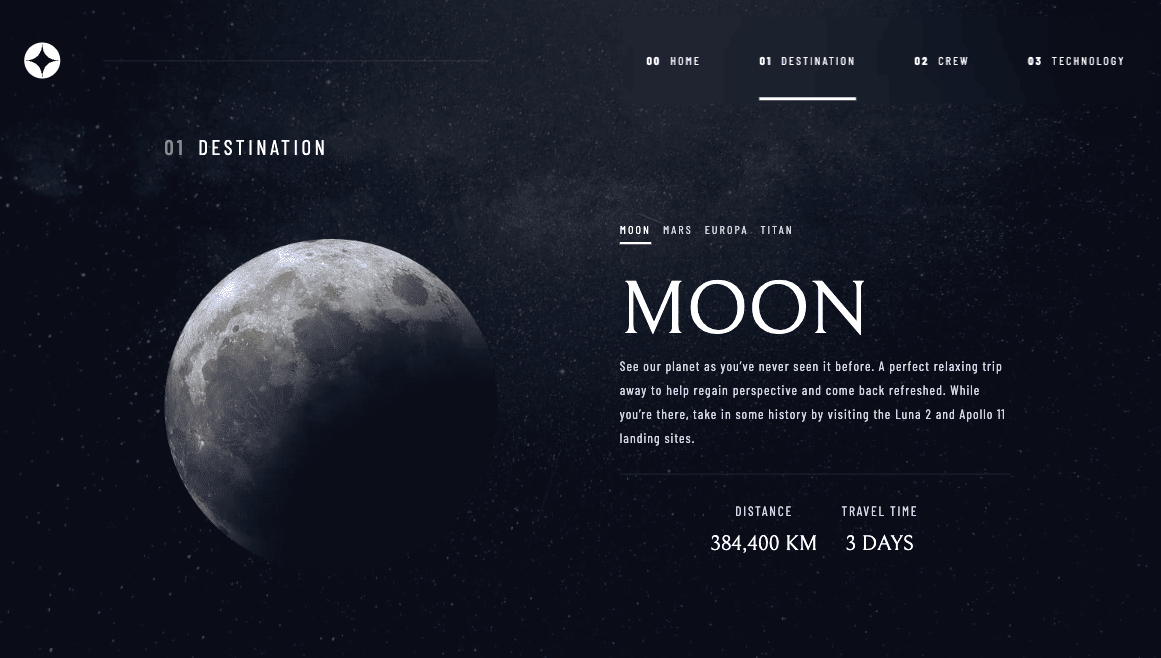 00 HOME 01 DESTINATION 02 CREW 03 TECHNOLOGY
01 DESTINATION
MOON MARS EUROPA TITAN
MOON
See our planet as you’ve never seen it before. A perfect relaxing trip
away to help regain perspective and come back refreshed. While
you’re there, take in some history by visiting the Luna 2 and Apollo 11
landing sites.
DISTANCE TRAVEL TIME
384,400 KM 3 DAYS